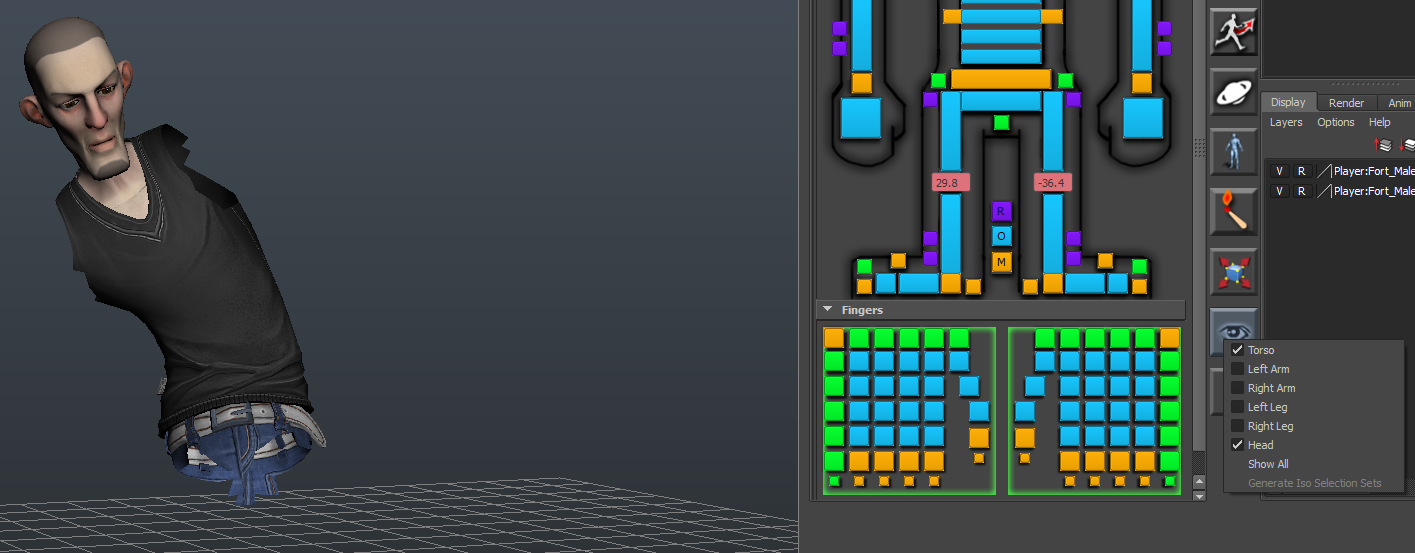 Display Render Anim
Layers Options Help
V R Player:Fort_Male
V R Player:Fort_Male
29.8 -36.4
R
O
M
Fingers
Torso
Left Arm
Right Arm
Left Leg
Right Leg
Head
Show All
Generate Iso Selection Sets